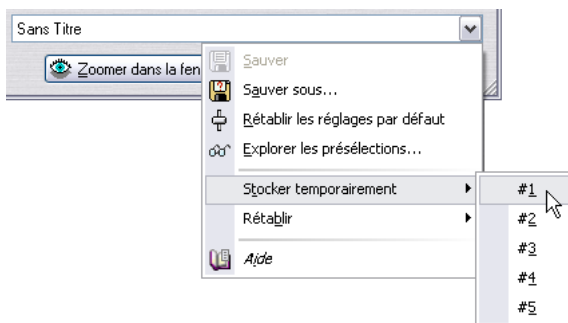 Sans Titre
Zoomer dans la fen
Sauver
Sauver sous...
Rétablir les réglages par défaut
Explorer les présélections...
Stocker temporairement
#1
Rétablir
#2
#3
Aide
#4
#5